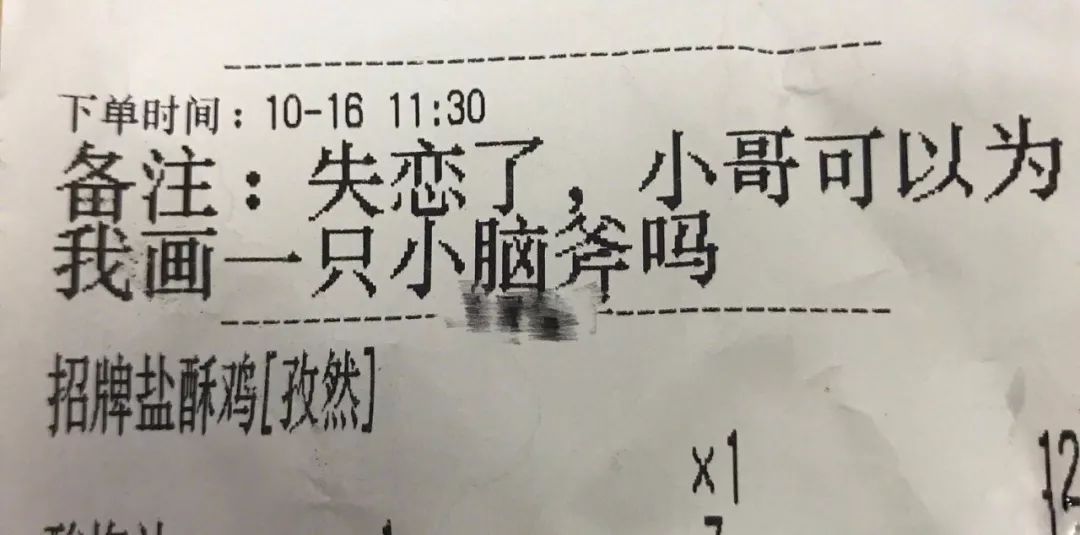 下单时间：10-16 11:30
备注：失恋了，小哥可以为
我画一只小脑斧吗
招牌盐酥鸡[孜然]
x1 12